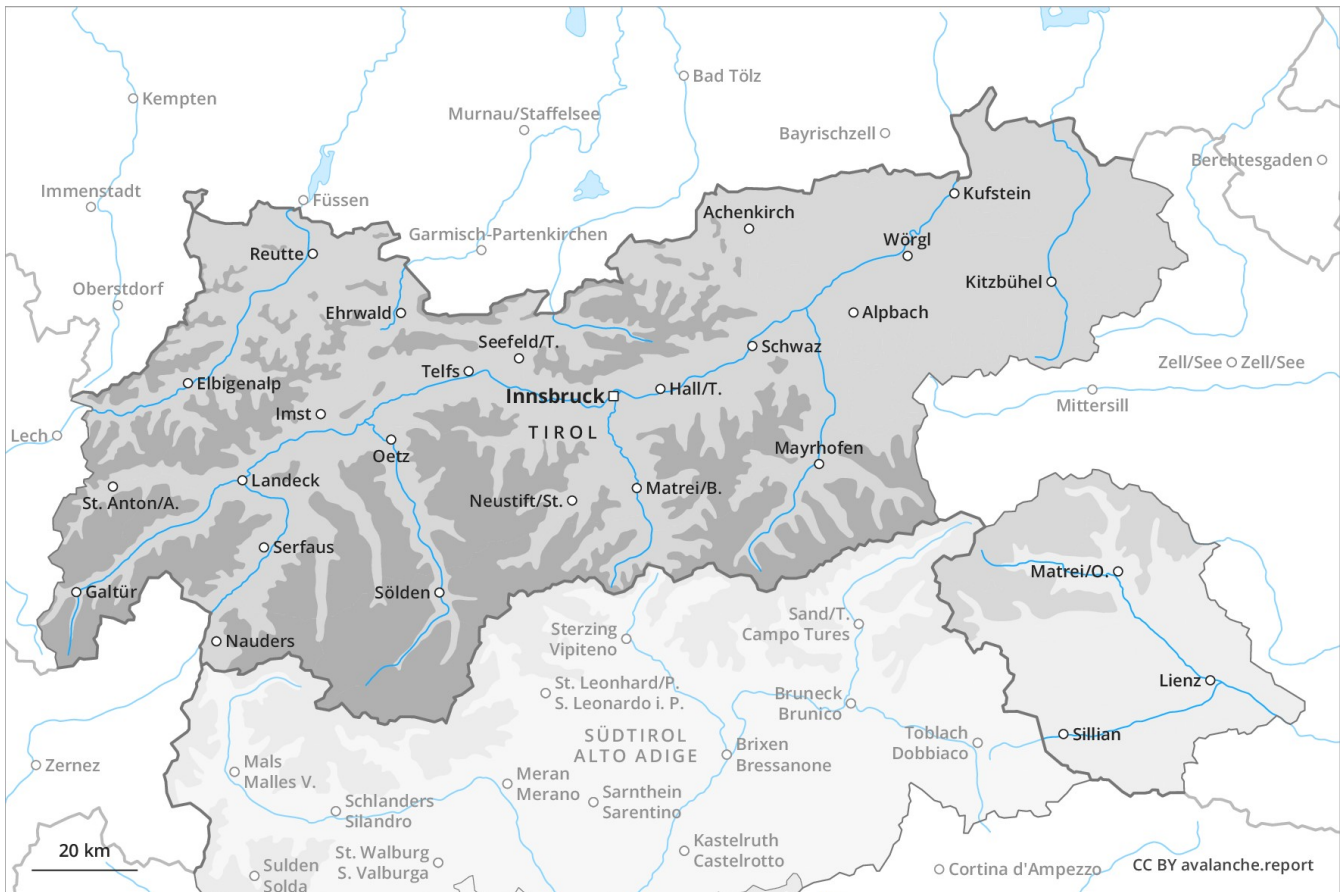 Kempten
Bad Tölz
Murnau/Staffelsee
Bayrischzell
Berchtesgaden
Immenstadt
Füssen
Kufstein
Achenkirch
Garmisch-Partenkirchen
Wörgl
Reutte
Kitzbühel
Oberstdorf
Ehrwald
Alpbach
Seefeld/T.
Schwaz
Telfs
Zell/See
Zell/See
Elbigenalp
Innsbruck
Hall/T.
Mittersill
Imst
TIROL
Lech
Oetz
Mayrhofen
Landeck
Matrei/B.
St. Anton/A.
Neustift/St.
Serfaus
Matrei/O.
Galtür
Sölden
Sand/T.
Campo Tures
Sterzing
Vipiteno
Nauders
Lienz
St. Leonhard/P.
S. Leonardo i. P.
Bruneck
Brunico
SÜDTIROL
ALTO ADIGE
Toblach
Dobbiaco
Sillian
Brixen
Bressanone
Zernez
Mals
Malles V.
Meran
Merano
Sarnthein
Sarentino
Schlanders
Silandro
Kastelruth
Castelrotto
20 km
St. Walburg
S. Valburga
Sulden
Solda
Cortina d'Ampezzo
CC BY avalanche.report